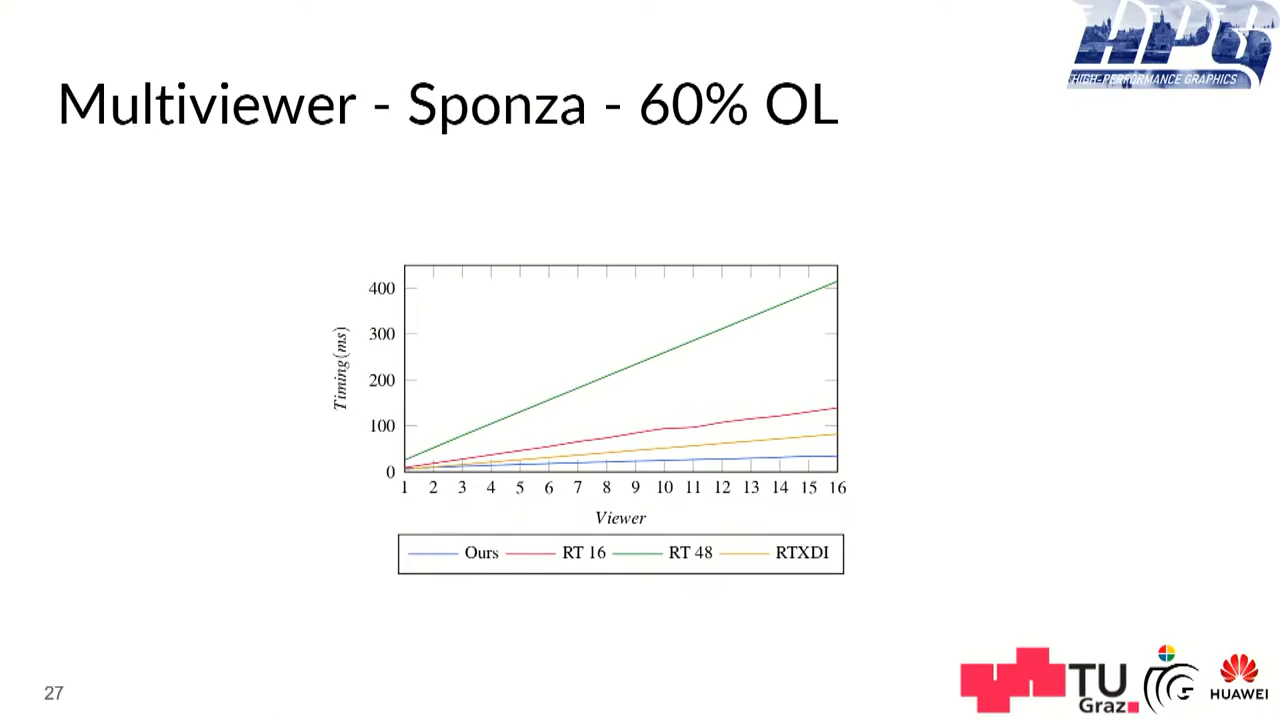 HPG
HIGH-PERFORMANCE GRAPHICS
Multiviewer - Sponza - 60% OL
400
300
200
100
0
Timing(ms)
1 2 3 4 5 6 7 8 9 10 11 12 13 14 15 16
Viewer
Ours RT 16 RT 48 RTXDI
27
TU
Graz
HUAWEI